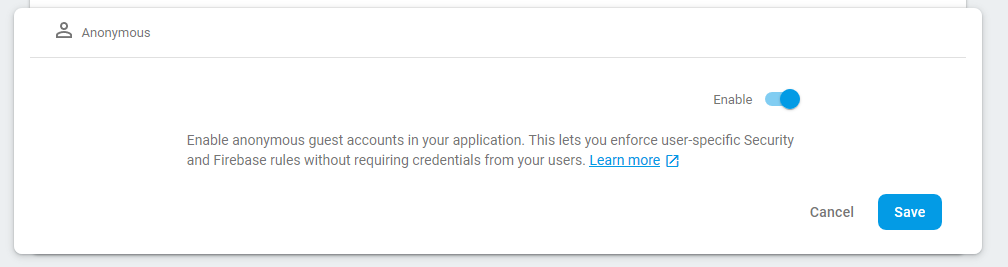 Anonymous
Enable
Enable anonymous guest accounts in your application. This lets you enforce user-specific Security
and Firebase rules without requiring credentials from your users. Learn more
Cancel
Save